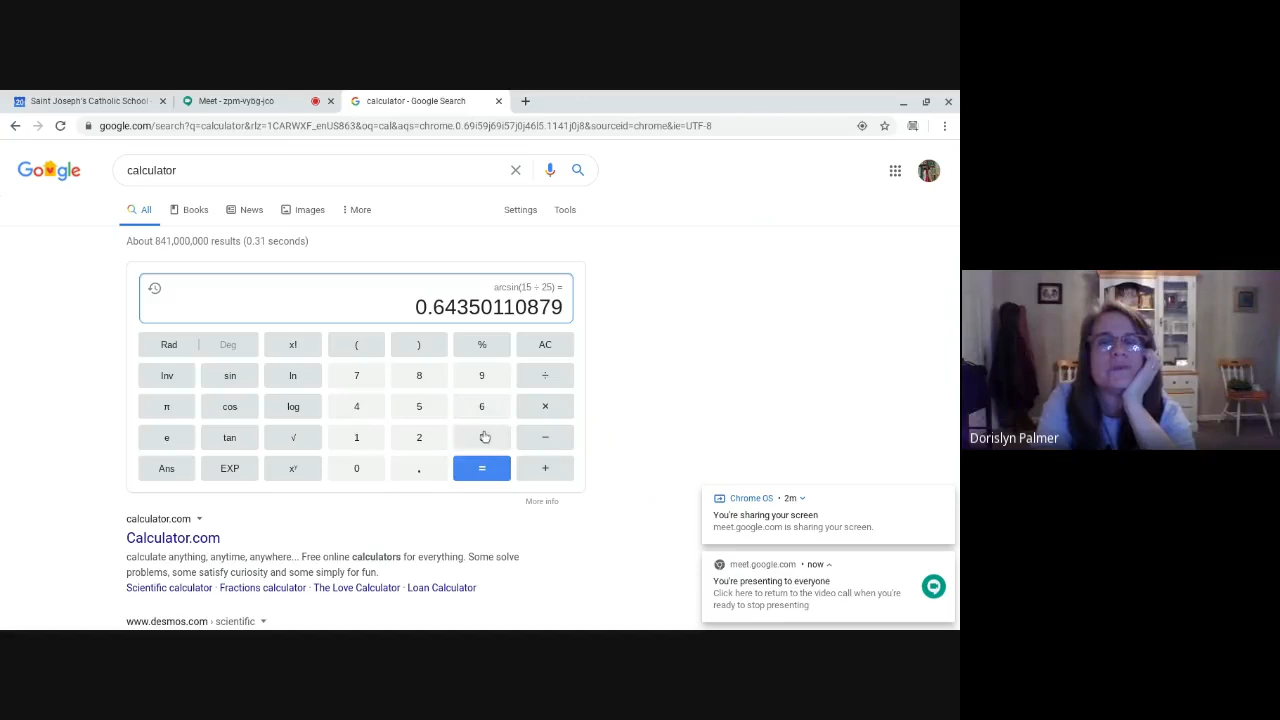 Saint Joseph's Catholic School
Meet - zpm-vybg-jco
calculator - Google Search
google.com/search?q=calculator&rlz=1CARWXF_enUS863&oq=cal&aqs=chrome.0.69i59j69i57j0j46l5.1141j0j8&sourceid=chrome&ie=UTF-8
Google
calculator
All Books News Images More Settings Tools
About 841,000,000 results (0.31 seconds)
arcsin(15 ÷ 25) =
0.64350110879
Rad Deg x! ( ) % AC
Inv sin ln 7 8 9 ÷
π cos log 4 5 6 ×
e tan √ 1 2 −
Ans EXP xʸ 0 . = +
More info
calculator.com
Calculator.com
calculate anything, anytime, anywhere... Free online calculators for everything. Some solve
problems, some satisfy curiosity and some simply for fun.
Scientific calculator · Fractions calculator · The Love Calculator · Loan Calculator
www.desmos.com › scientific
Chrome OS · 2m
You're sharing your screen
meet.google.com is sharing your screen.
meet.google.com · now
You're presenting to everyone
Click here to return to the video call when you're
ready to stop presenting
Dorislyn Palmer